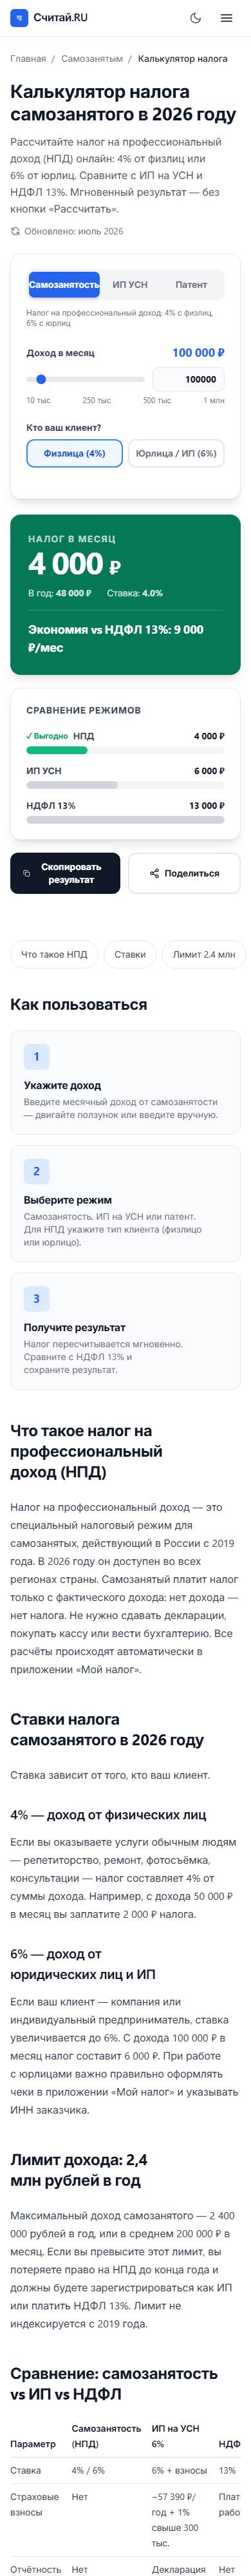 Считай.RU
Главная / Самозанятым / Калькулятор налога
Калькулятор налога
самозанятого в 2026 году
Рассчитайте налог на профессиональный
доход (НПД) онлайн: 4% от физлиц или
6% от юрлиц. Сравните с ИП на УСН и
НДФЛ 13%. Мгновенный результат — без
кнопки «Рассчитать».
Обновлено: июль 2026
Самозанятость ИП УСН Патент
Налог на профессиональный доход: 4% с физлиц,
6% с юрлиц
Доход в месяц 100 000 ₽
100000
10 тыс 250 тыс 500 тыс 1 млн
Кто ваш клиент?
Физлица (4%) Юрлица / ИП (6%)
НАЛОГ В МЕСЯЦ
4 000 ₽
В год: 48 000 ₽ Ставка: 4.0%
Экономия vs НДФЛ 13%: 9 000
₽/мес
СРАВНЕНИЕ РЕЖИМОВ
✓ Выгодно НПД 4 000 ₽
ИП УСН 6 000 ₽
НДФЛ 13% 13 000 ₽
Скопировать
результат
Поделиться
Что такое НПД Ставки Лимит 2.4 млн
Как пользоваться
1
Укажите доход
Введите месячный доход от самозанятости
— двигайте ползунок или введите вручную.
2
Выберите режим
Самозанятость, ИП на УСН или патент.
Для НПД укажите тип клиента (физлицо
или юрлицо).
3
Получите результат
Налог пересчитывается мгновенно.
Сравните с НДФЛ 13% и
сохраните результат.
Что такое налог на
профессиональный
доход (НПД)
Налог на профессиональный доход — это
специальный налоговый режим для
самозанятых, действующий в России с 2019
года. В 2026 году он доступен во всех
регионах страны. Самозанятый платит налог
только с фактического дохода: нет дохода —
нет налога. Не нужно сдавать декларации,
покупать кассу или вести бухгалтерию. Все
расчёты происходят автоматически в
приложении «Мой налог».
Ставки налога
самозанятого в 2026 году
Ставка зависит от того, кто ваш клиент.
4% — доход от физических лиц
Если вы оказываете услуги обычным людям
— репетиторство, ремонт, фотосъёмка,
консультации — налог составляет 4% от
суммы дохода. Например, с дохода 50 000 ₽
в месяц вы заплатите 2 000 ₽ налога.
6% — доход от
юридических лиц и ИП
Если ваш клиент — компания или
индивидуальный предприниматель, ставка
увеличивается до 6%. С дохода 100 000 ₽ в
месяц налог составит 6 000 ₽. При работе
с юрлицами важно правильно оформлять
чеки в приложении «Мой налог» и указывать
ИНН заказчика.
Лимит дохода: 2,4
млн рублей в год
Максимальный доход самозанятого — 2 400
000 рублей в год, или в среднем 200 000 ₽ в
месяц. Если вы превысите этот лимит, вы
потеряете право на НПД до конца года и
должны будете зарегистрироваться как ИП
или платить НДФЛ 13%. Лимит не
индексируется с 2019 года.
Сравнение: самозанятость
vs ИП vs НДФЛ
Параметр Самозанятость (НПД) ИП на УСН 6% НДФ
Ставка 4% / 6% 6% + взносы 13%
Страховые взносы Нет ~57 390 ₽/год + 1% свыше 300 тыс. Плат рабо
Отчётность Нет Декларация Нет